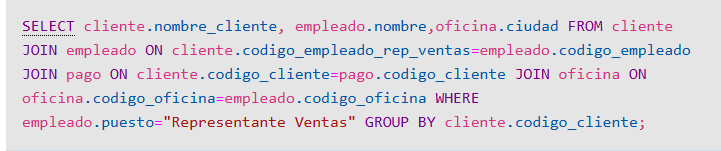 SELECT cliente.nombre_cliente, empleado.nombre,oficina.ciudad FROM cliente
JOIN empleado ON cliente.codigo_empleado_rep_ventas=empleado.codigo_empleado
JOIN pago ON cliente.codigo_cliente=pago.codigo_cliente JOIN oficina ON
oficina.codigo_oficina=empleado.codigo_oficina WHERE
empleado.puesto="Representante Ventas" GROUP BY cliente.codigo_cliente;